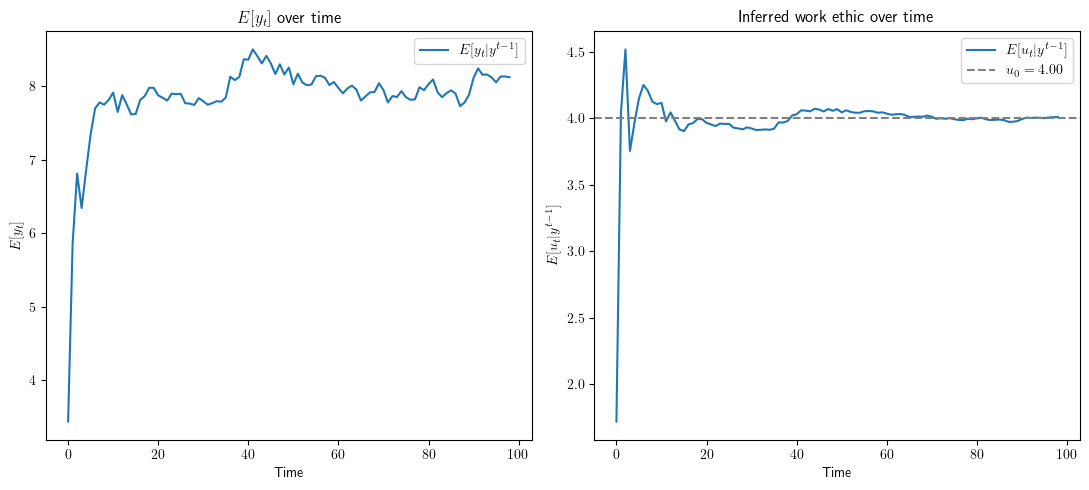 E[y_t] over time
E[y_t]
8
7
6
5
4
E[y_t|y^{t−1}]
0
20
40
60
80
100
Time
Inferred work ethic over time
E[u_t|y^{t−1}]
4.5
4.0
3.5
3.0
2.5
2.0
E[u_t|y^{t−1}]
u_0 = 4.00
0
20
40
60
80
100
Time